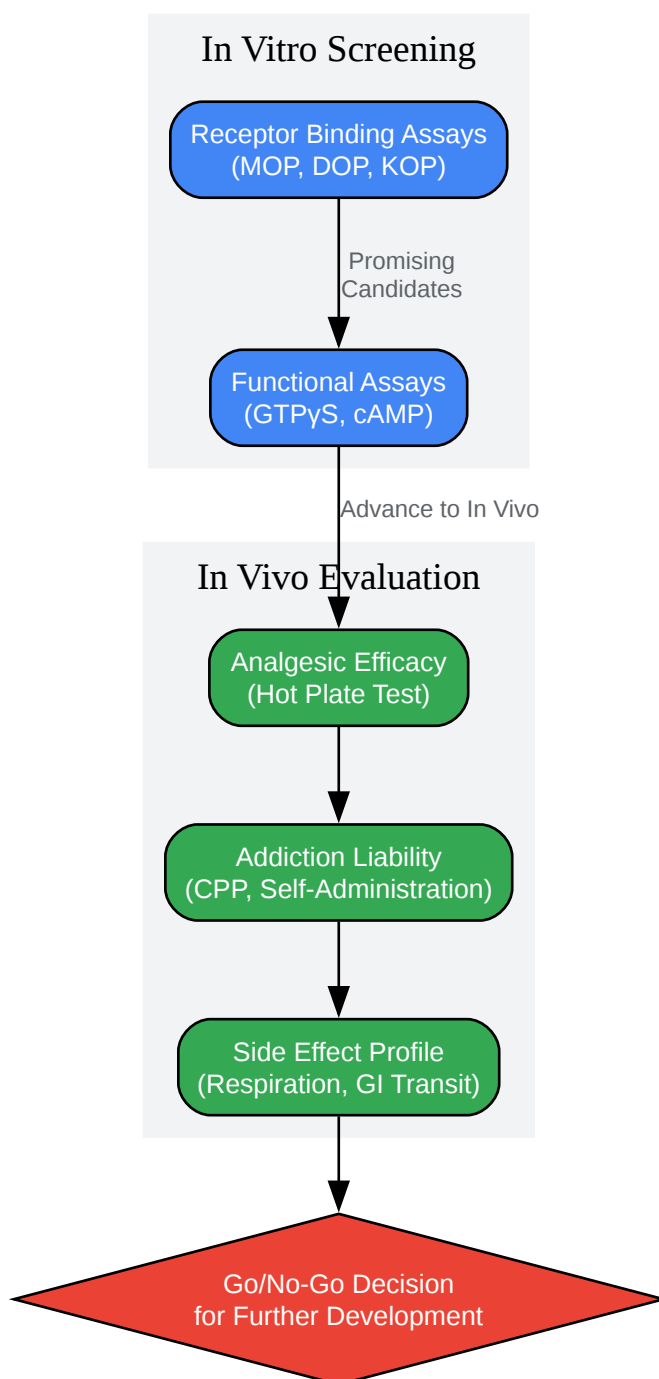 In Vitro Screening
Receptor Binding Assays
(MOP, DOP, KOP)
Promising
Candidates
Functional Assays
(GTPγS, cAMP)
Advance to In Vivo
In Vivo Evaluation
Analgesic Efficacy
(Hot Plate Test)
Addiction Liability
(CPP, Self-Administration)
Side Effect Profile
(Respiration, GI Transit)
Go/No-Go Decision
for Further Development